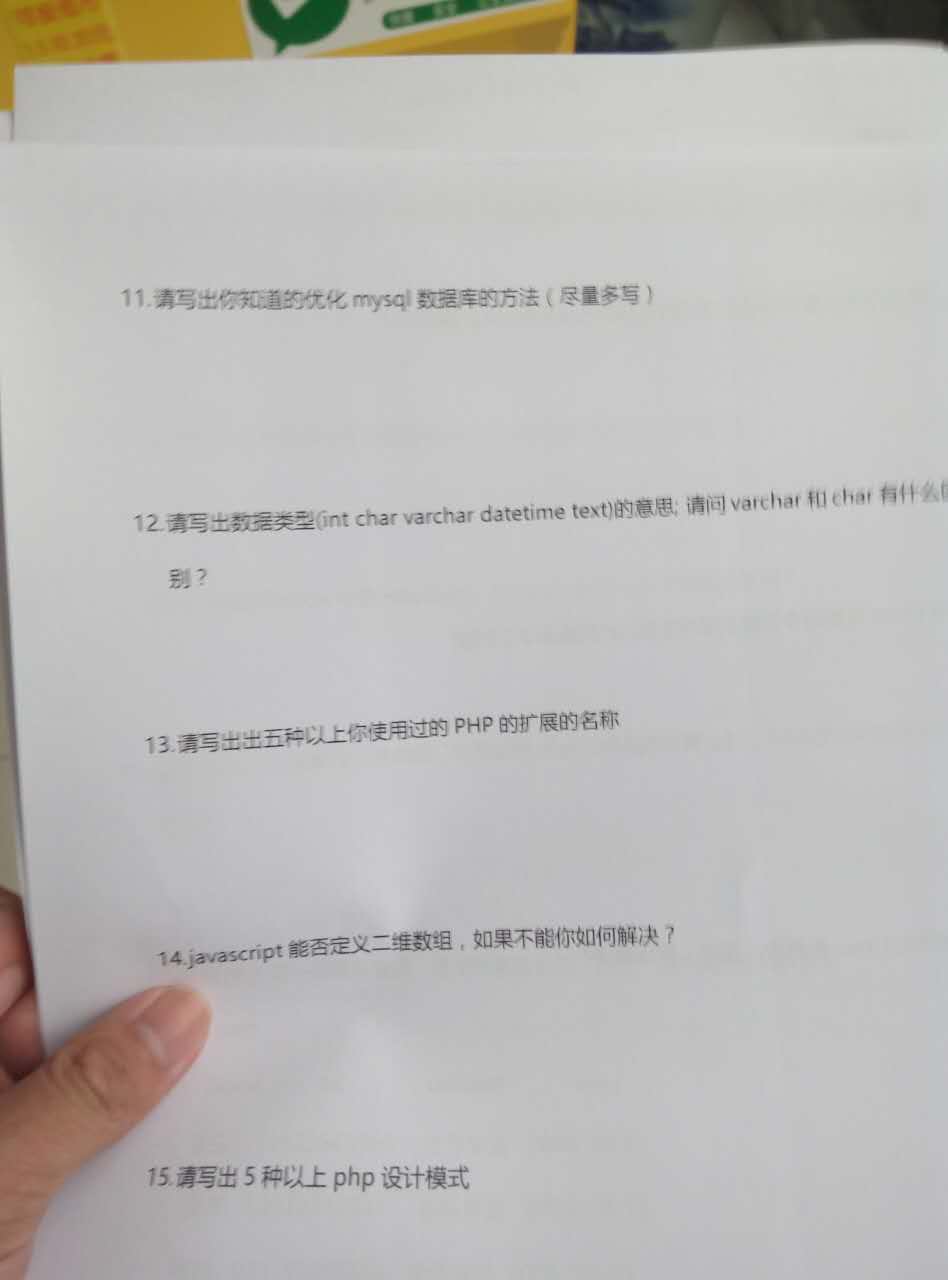 11.请写出你知道的优化 mysql 数据库的方法（尽量多写）
12.请写出数据类型(int char varchar datetime text)的意思; 请问 varchar 和 char 有什么
别？
13.请写出出五种以上你使用过的 PHP 的扩展的名称
14.javascript 能否定义二维数组，如果不能你如何解决？
15.请写出 5 种以上 php 设计模式